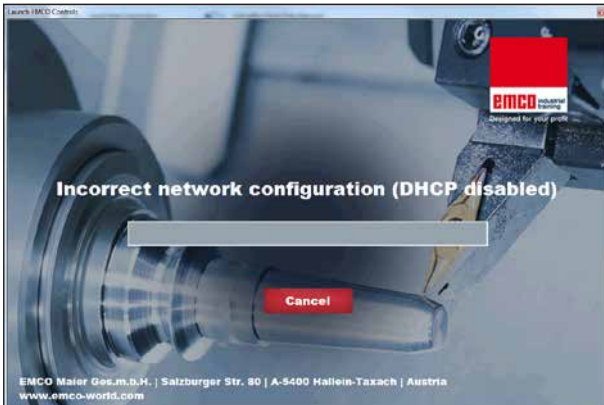 Launch EMCO Controls
emco industrial training
Designed for your profit
Incorrect network configuration (DHCP disabled)
Cancel
EMCO Maier Ges.m.b.H. | Salzburger Str. 80 | A-5400 Hallein-Taxach | Austria
www.emco-world.com